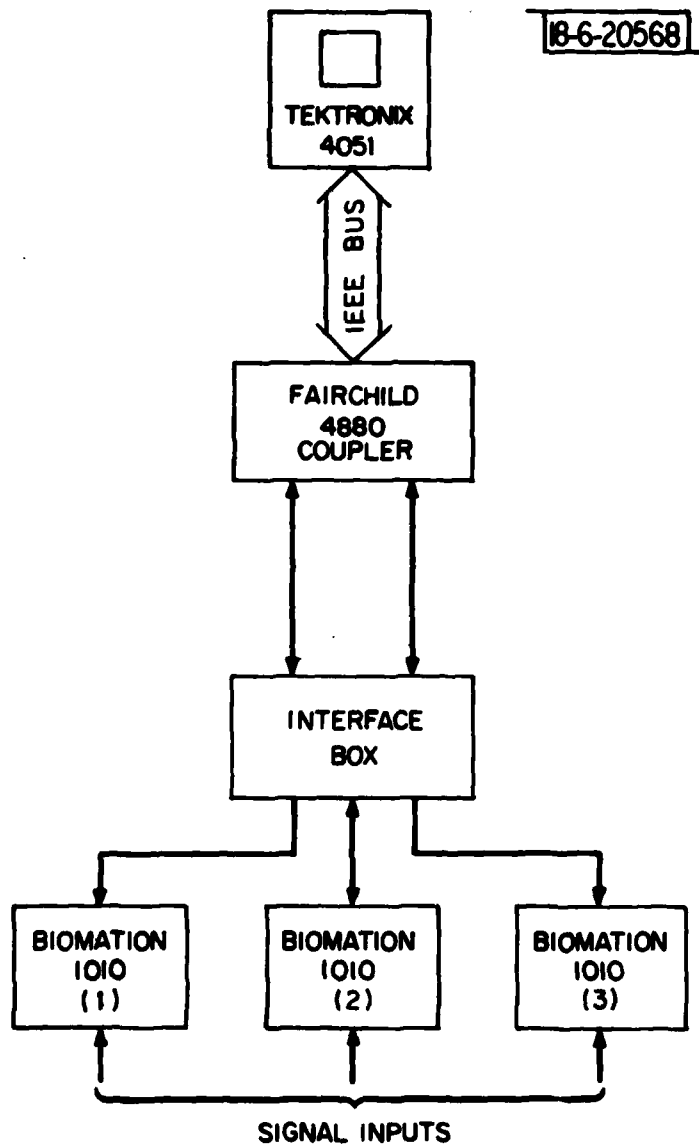 18-6-20568
TEKTRONIX
4051
IEEE BUS
FAIRCHILD
4880
COUPLER
INTERFACE
BOX
BIOMATION
1010
(1)
BIOMATION
1010
(2)
BIOMATION
1010
(3)
SIGNAL INPUTS